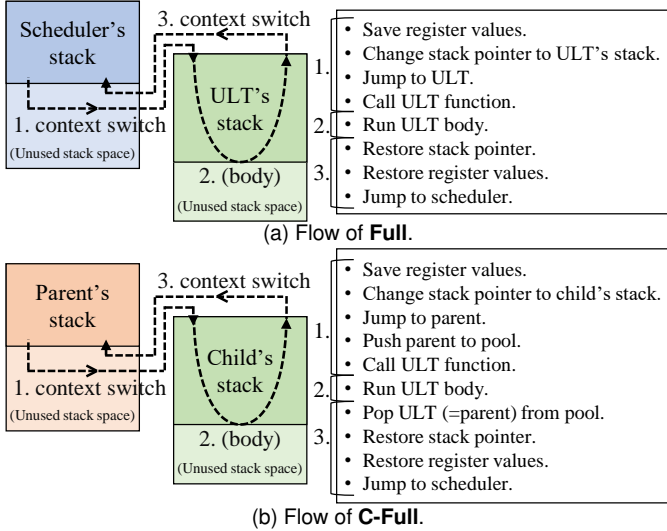 3. context switch
Scheduler's
stack
1. context switch
(Unused stack space)
ULT's
stack
2. (body)
(Unused stack space)
1.
• Save register values.
• Change stack pointer to ULT's stack.
• Jump to ULT.
• Call ULT function.
2.
• Run ULT body.
3.
• Restore stack pointer.
• Restore register values.
• Jump to scheduler.
(a) Flow of Full.
3. context switch
Parent's
stack
1. context switch
(Unused stack space)
Child's
stack
2. (body)
(Unused stack space)
1.
• Save register values.
• Change stack pointer to child's stack.
• Jump to parent.
• Push parent to pool.
• Call ULT function.
2.
• Run ULT body.
3.
• Pop ULT (=parent) from pool.
• Restore stack pointer.
• Restore register values.
• Jump to scheduler.
(b) Flow of C-Full.